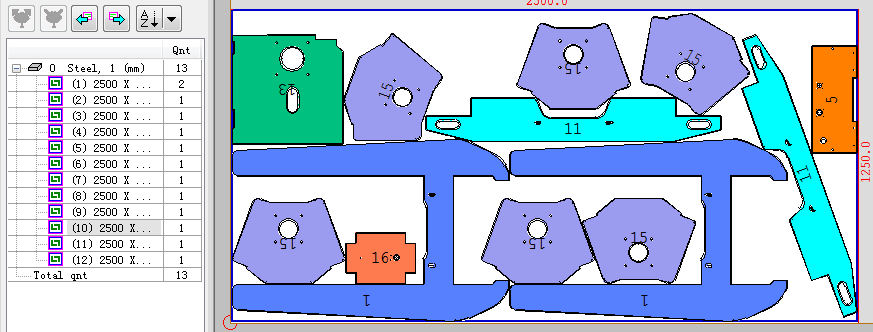 2500.0
Qnt
0 Steel, 1 (mm) 13
(1) 2500 X ... 2
(2) 2500 X ... 1
(3) 2500 X ... 1
(4) 2500 X ... 1
(5) 2500 X ... 1
(6) 2500 X ... 1
(7) 2500 X ... 1
(8) 2500 X ... 1
(9) 2500 X ... 1
(10) 2500 X... 1
(11) 2500 X... 1
(12) 2500 X... 1
Total qnt 13
A
Z
13
15
15
15
5
11
11
1250.0
15
16
15
15
1
1